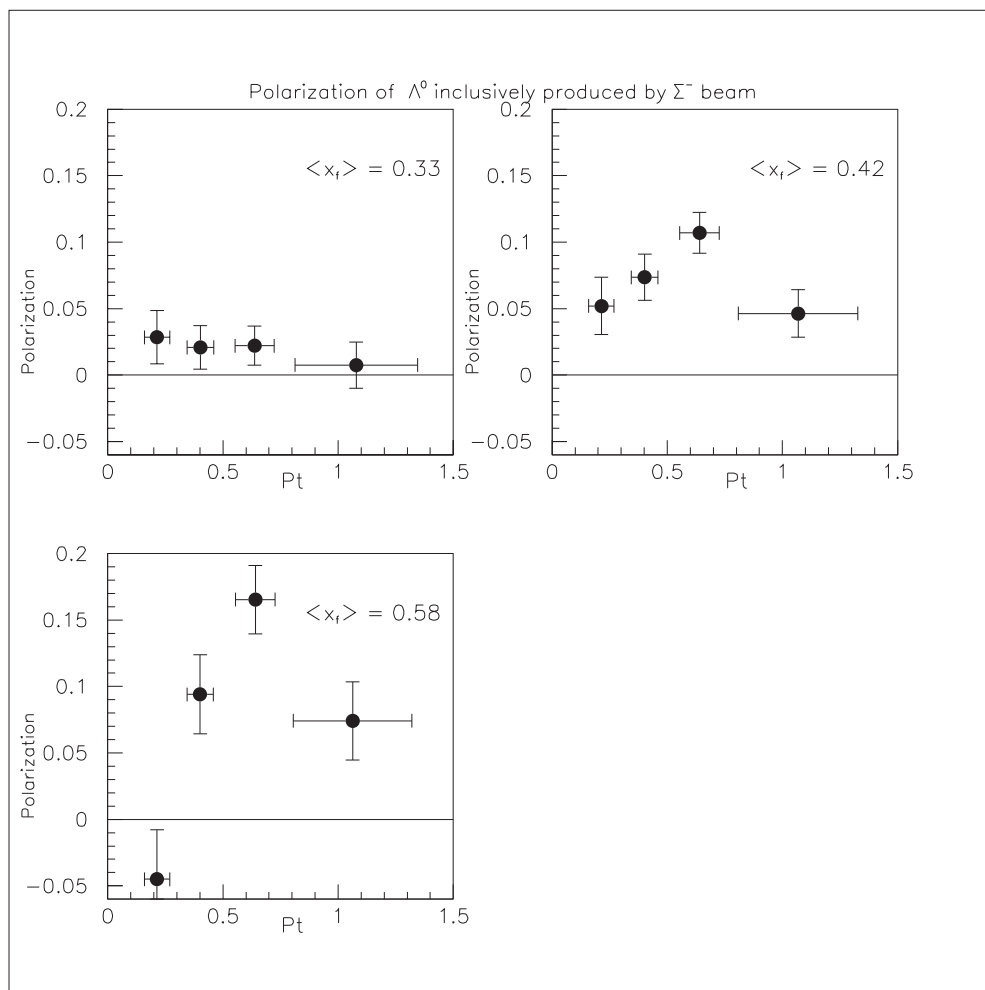 Polarization of Λ⁰ inclusively produced by Σ⁻ beam
0.2
0.15
0.1
0.05
0
−0.05
Polarization
<x_f> = 0.33
0 0.5 1 1.5
Pt
0.2
0.15
0.1
0.05
0
−0.05
Polarization
<x_f> = 0.42
0 0.5 1 1.5
Pt
0.2
0.15
0.1
0.05
0
−0.05
Polarization
<x_f> = 0.58
0 0.5 1 1.5
Pt